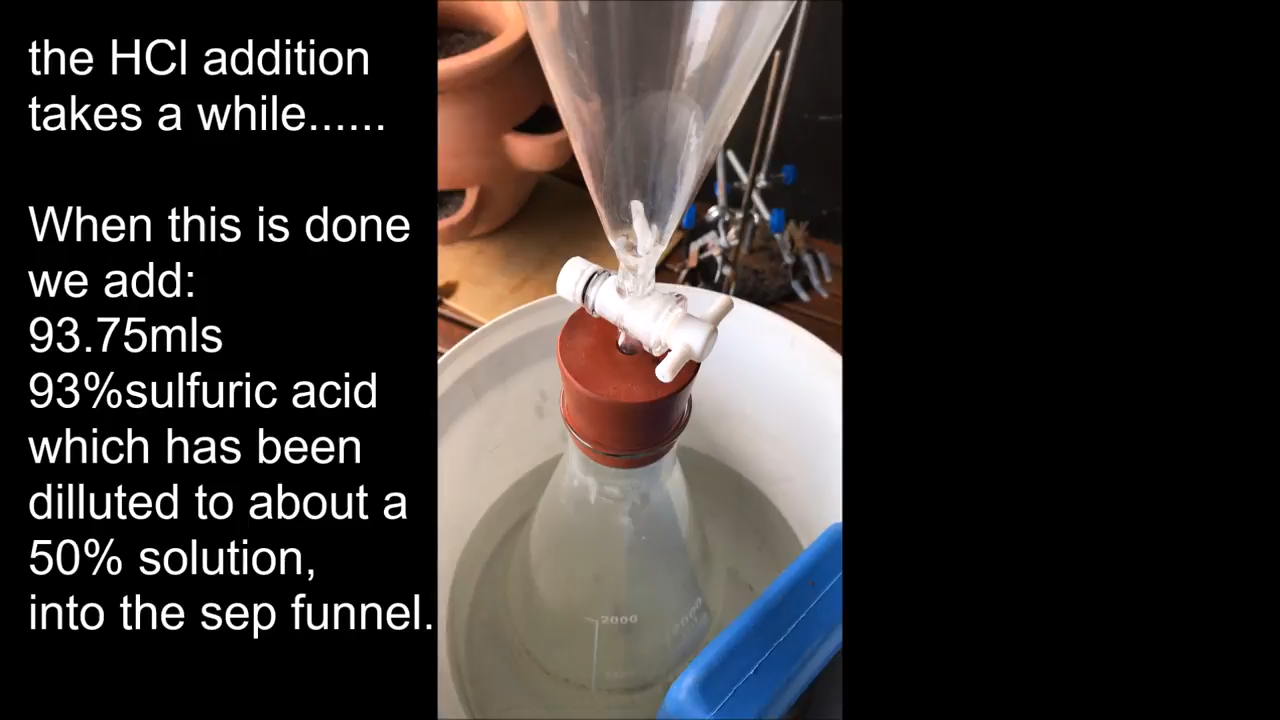 the HCl addition
takes a while......
When this is done
we add:
93.75mls
93%sulfuric acid
which has been
dilluted to about a
50% solution,
into the sep funnel.
2000
2000